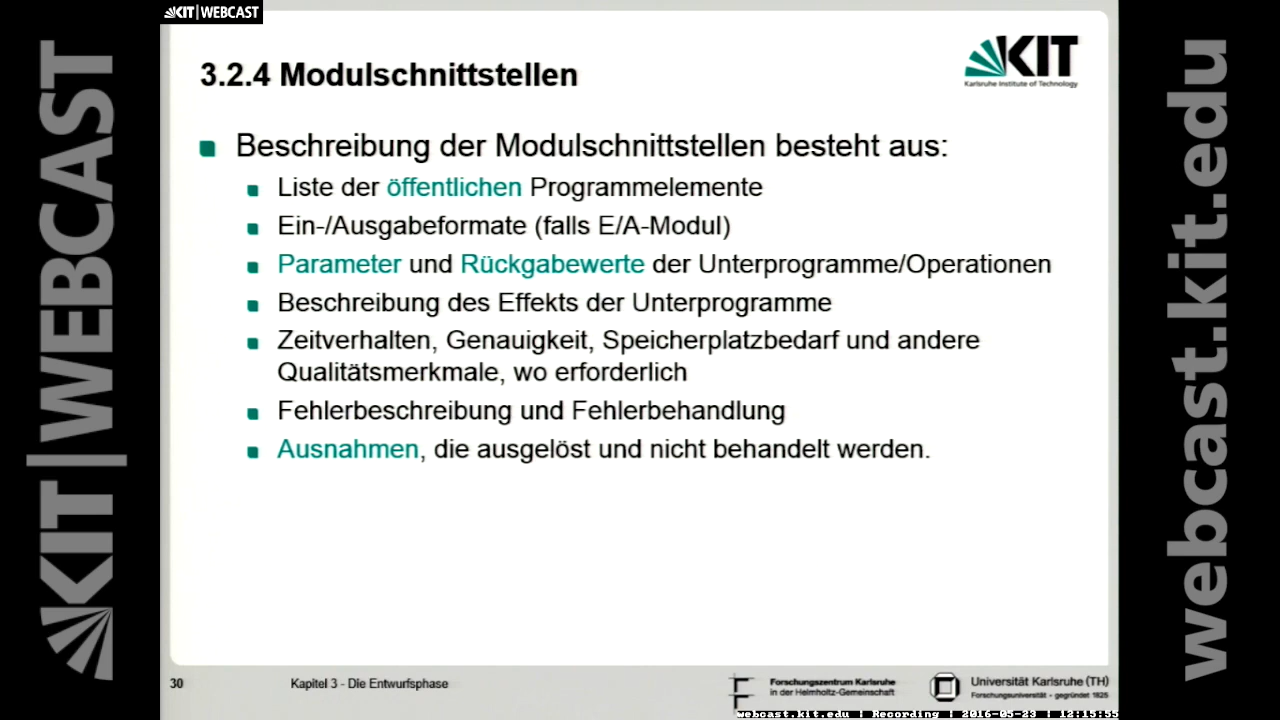 KIT|WEBCAST
KIT|WEBCAST
3.2.4 Modulschnittstellen
KIT
Karlsruhe Institute of Technology
Beschreibung der Modulschnittstellen besteht aus:
Liste der öffentlichen Programmelemente
Ein-/Ausgabeformate (falls E/A-Modul)
Parameter und Rückgabewerte der Unterprogramme/Operationen
Beschreibung des Effekts der Unterprogramme
Zeitverhalten, Genauigkeit, Speicherplatzbedarf und andere
Qualitätsmerkmale, wo erforderlich
Fehlerbeschreibung und Fehlerbehandlung
Ausnahmen, die ausgelöst und nicht behandelt werden.
30
Kapitel 3 - Die Entwurfsphase
Forschungszentrum Karlsruhe
in der Helmholtz-Gemeinschaft
Universität Karlsruhe (TH)
Forschungsuniversität • gegründet 1825
webcast.kit.edu | Recording | 2016-05-23 | 12:15:55
webcast.kit.edu